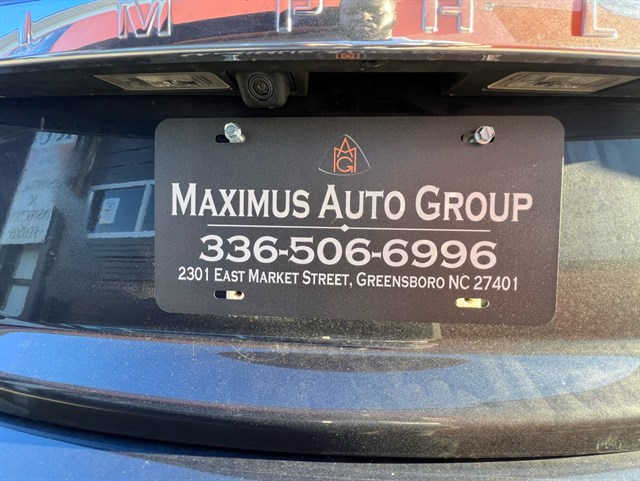 I M P H L
MAXIMUS AUTO GROUP
336-506-6996
2301 EAST MARKET STREET, GREENSBORO NC 27401